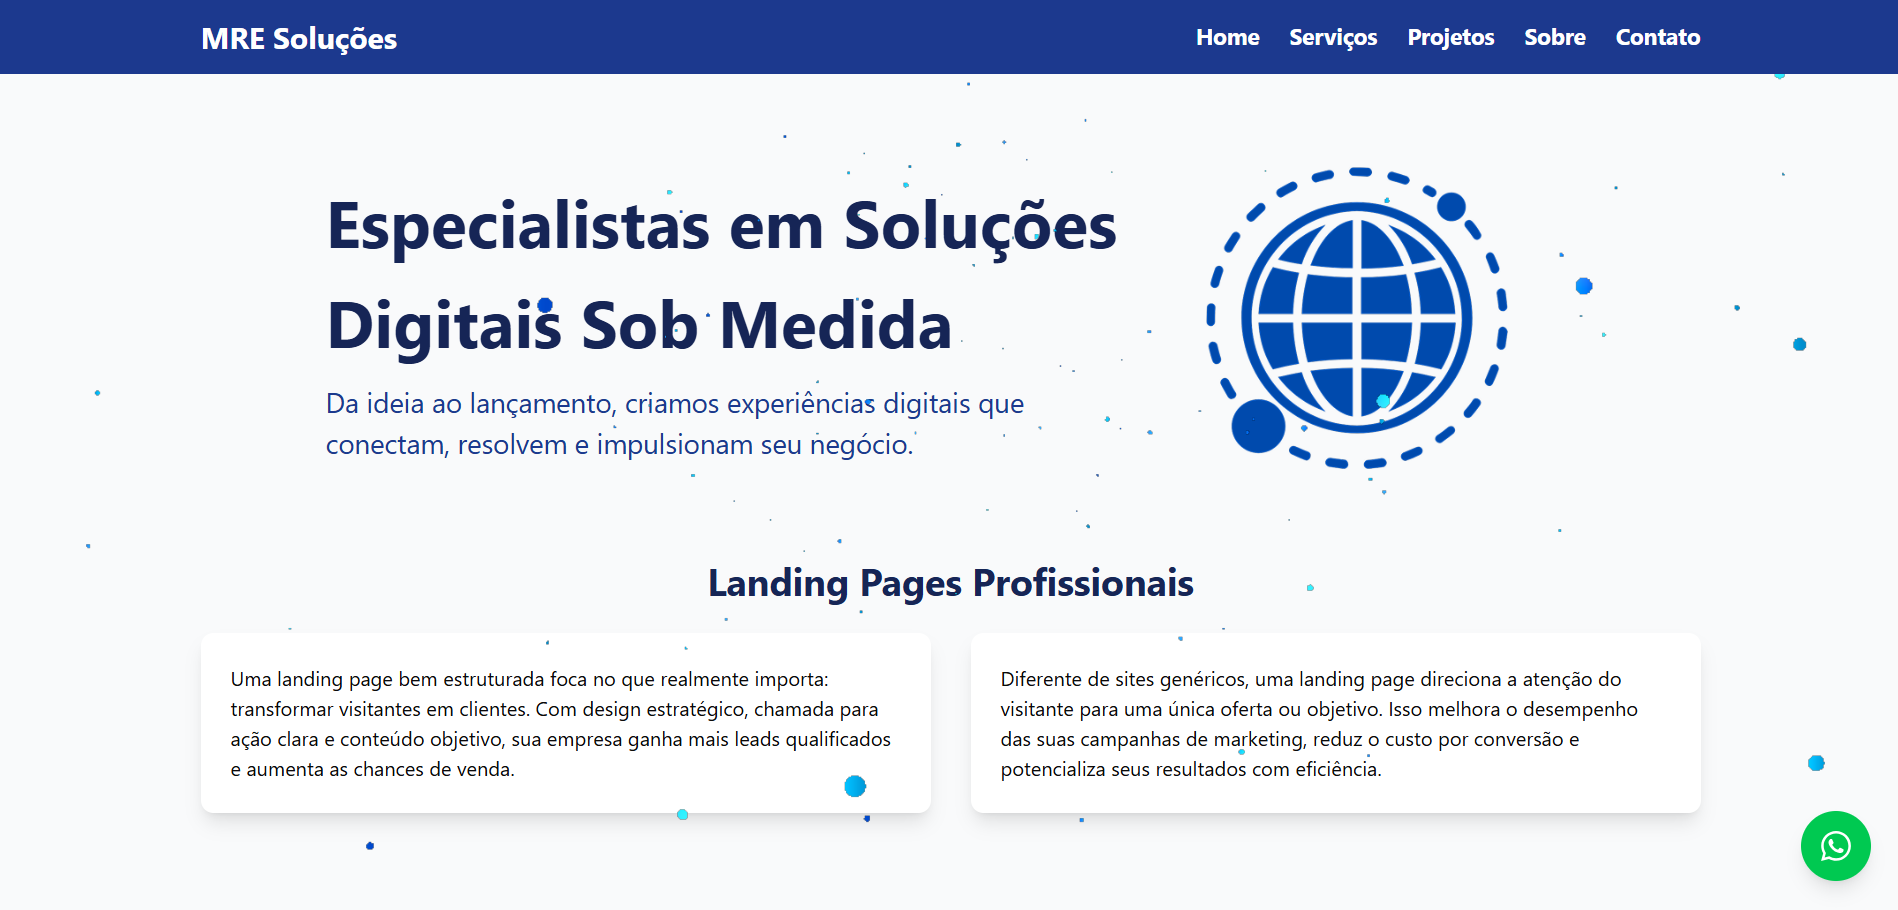 MRE Soluções
Home Serviços Projetos Sobre Contato
Especialistas em Soluções
Digitais Sob Medida
Da ideia ao lançamento, criamos experiências digitais que
conectam, resolvem e impulsionam seu negócio.
Landing Pages Profissionais
Uma landing page bem estruturada foca no que realmente importa:
transformar visitantes em clientes. Com design estratégico, chamada para
ação clara e conteúdo objetivo, sua empresa ganha mais leads qualificados
e aumenta as chances de venda.
Diferente de sites genéricos, uma landing page direciona a atenção do
visitante para uma única oferta ou objetivo. Isso melhora o desempenho
das suas campanhas de marketing, reduz o custo por conversão e
potencializa seus resultados com eficiência.